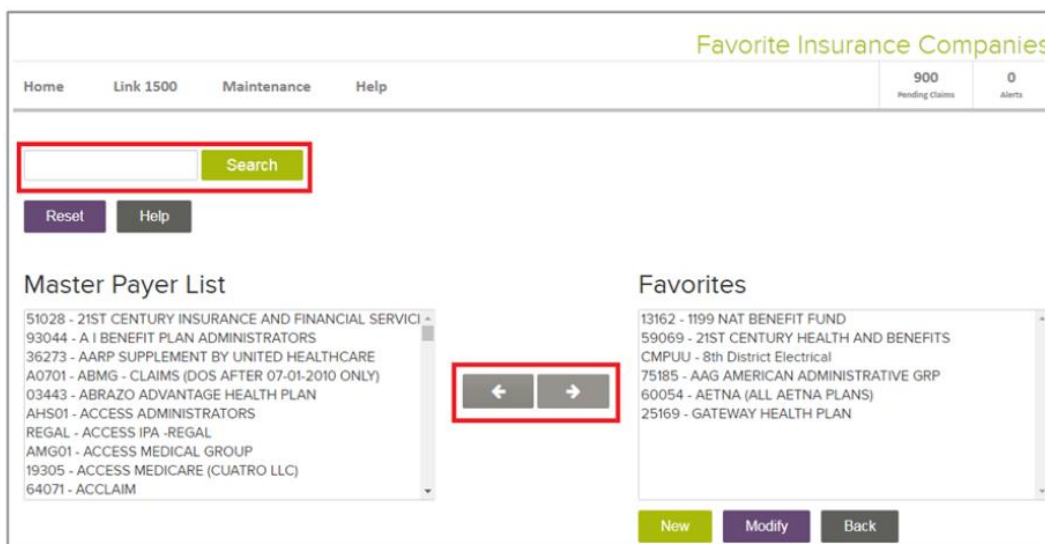 Favorite Insurance Companies
Home Link 1500 Maintenance Help 900 0
Pending Claims Alerts
Search
Reset Help
Master Payer List Favorites
51028 - 21ST CENTURY INSURANCE AND FINANCIAL SERVICI
93044 - A I BENEFIT PLAN ADMINISTRATORS
36273 - AARP SUPPLEMENT BY UNITED HEALTHCARE
A0701 - ABMG - CLAIMS (DOS AFTER 07-01-2010 ONLY)
03443 - ABRAZO ADVANTAGE HEALTH PLAN
AHS01 - ACCESS ADMINISTRATORS
REGAL - ACCESS IPA -REGAL
AMG01 - ACCESS MEDICAL GROUP
19305 - ACCESS MEDICARE (CUATRO LLC)
64071 - ACCLAIM
13162 - 1199 NAT BENEFIT FUND
59069 - 21ST CENTURY HEALTH AND BENEFITS
CMPUU - 8th District Electrical
75185 - AAG AMERICAN ADMINISTRATIVE GRP
60054 - AETNA (ALL AETNA PLANS)
25169 - GATEWAY HEALTH PLAN
New Modify Back